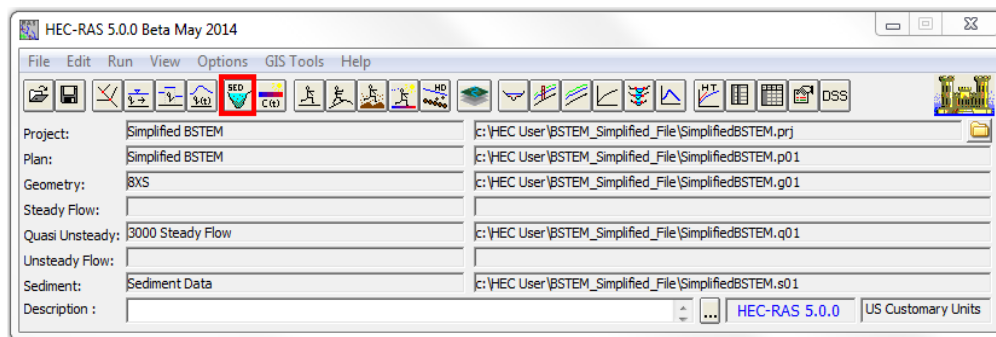 HEC-RAS 5.0.0 Beta May 2014
File Edit Run View Options GIS Tools Help
SED C(t) HD HT DSS
Project: Simplified BSTEM c:\HEC User\BSTEM_Simplified_File\SimplifiedBSTEM.prj
Plan: Simplified BSTEM c:\HEC User\BSTEM_Simplified_File\SimplifiedBSTEM.p01
Geometry: 8XS c:\HEC User\BSTEM_Simplified_File\SimplifiedBSTEM.g01
Steady Flow:
Quasi Unsteady: 3000 Steady Flow c:\HEC User\BSTEM_Simplified_File\SimplifiedBSTEM.q01
Unsteady Flow:
Sediment: Sediment Data c:\HEC User\BSTEM_Simplified_File\SimplifiedBSTEM.s01
Description : ... HEC-RAS 5.0.0 US Customary Units